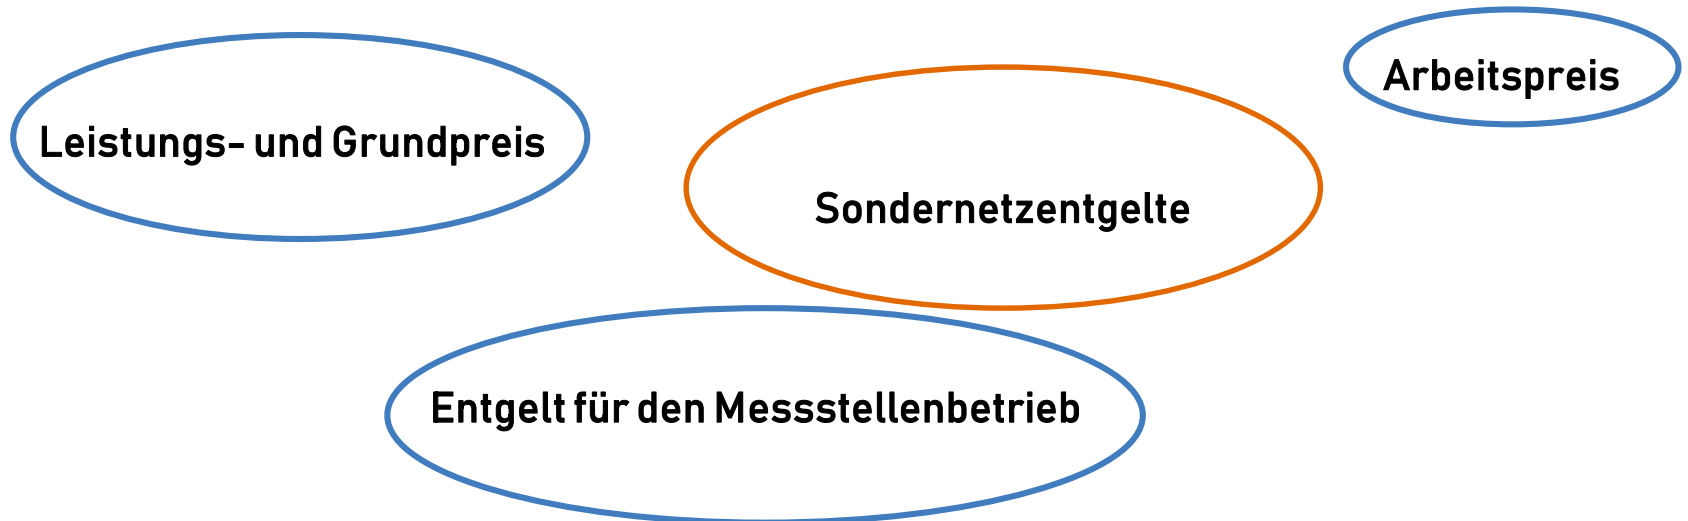 Arbeitspreis
Leistungs- und Grundpreis
Sondernetzentgelte
Entgelt für den Messstellenbetrieb